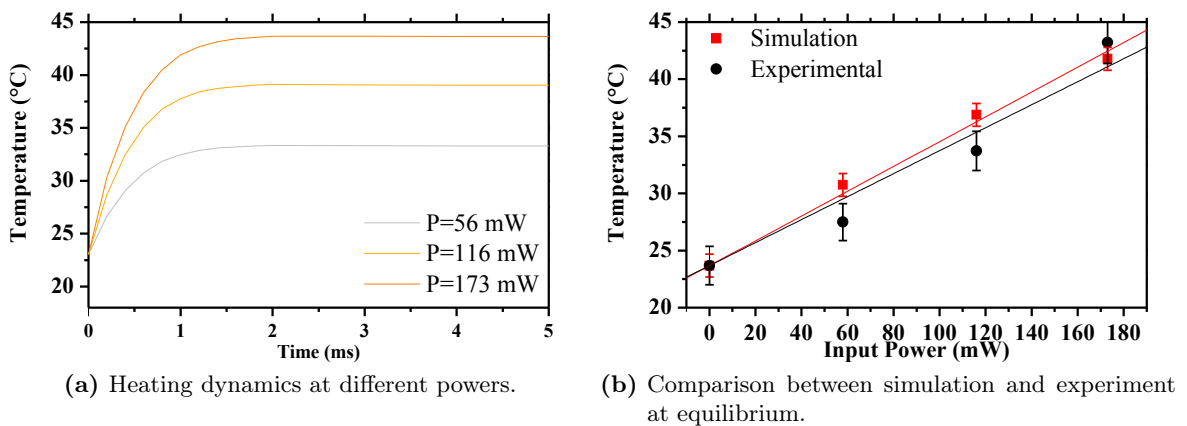 45
40
35
30
25
20
Temperature (°C)
P=56 mW
P=116 mW
P=173 mW
0 1 2 3 4 5
Time (ms)
(a) Heating dynamics at different powers.
45
40
35
30
25
20
Temperature (°C)
Simulation
Experimental
0 20 40 60 80 100 120 140 160 180
Input Power (mW)
(b) Comparison between simulation and experiment
at equilibrium.